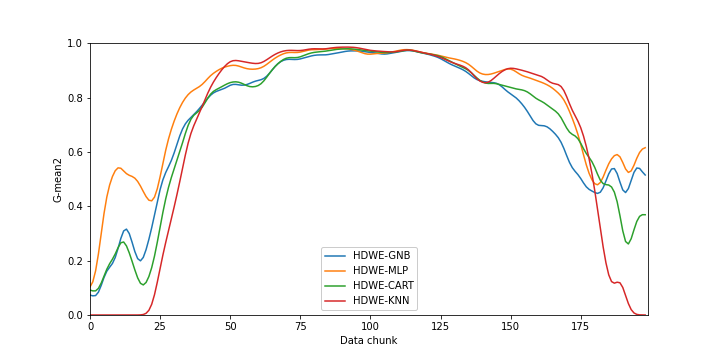 1.0
0.8
0.6
0.4
0.2
0.0
G-mean2
0 25 50 75 100 125 150 175
Data chunk
HDWE-GNB
HDWE-MLP
HDWE-CART
HDWE-KNN